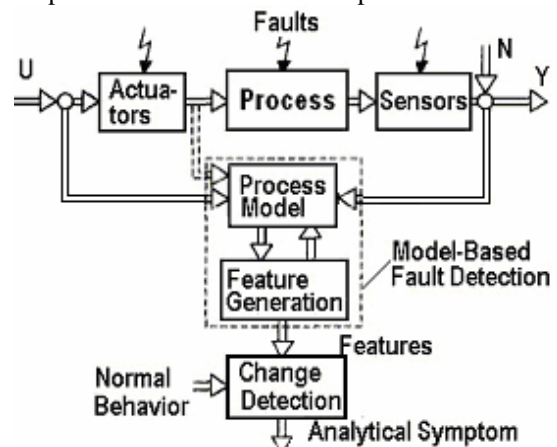 Faults
N
U
Y
Actua-
tors
Process
Sensors
Process
Model
Model-Based
Fault Detection
Feature
Generation
Features
Normal
Behavior
Change
Detection
Analytical Symptom